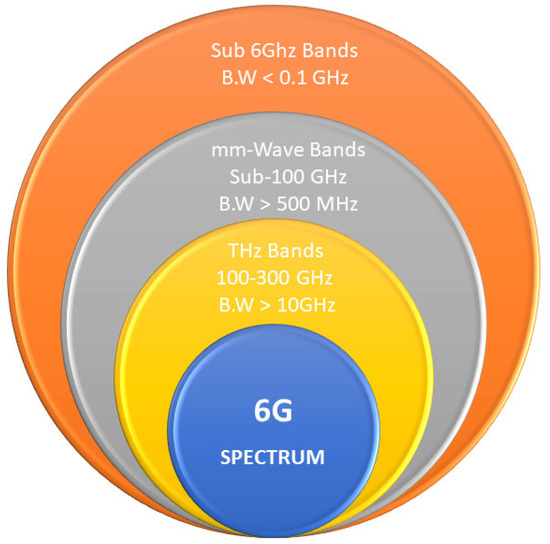 Sub 6Ghz Bands
B.W < 0.1 GHz
mm-Wave Bands
Sub-100 GHz
B.W > 500 MHz
THz Bands
100-300 GHz
B.W > 10GHz
6G
SPECTRUM